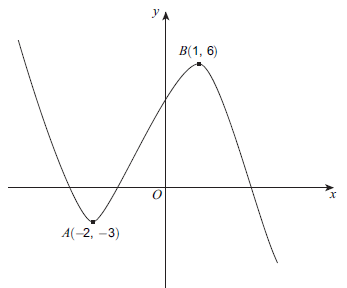 y
B(1, 6)
O
x
A(−2, −3)